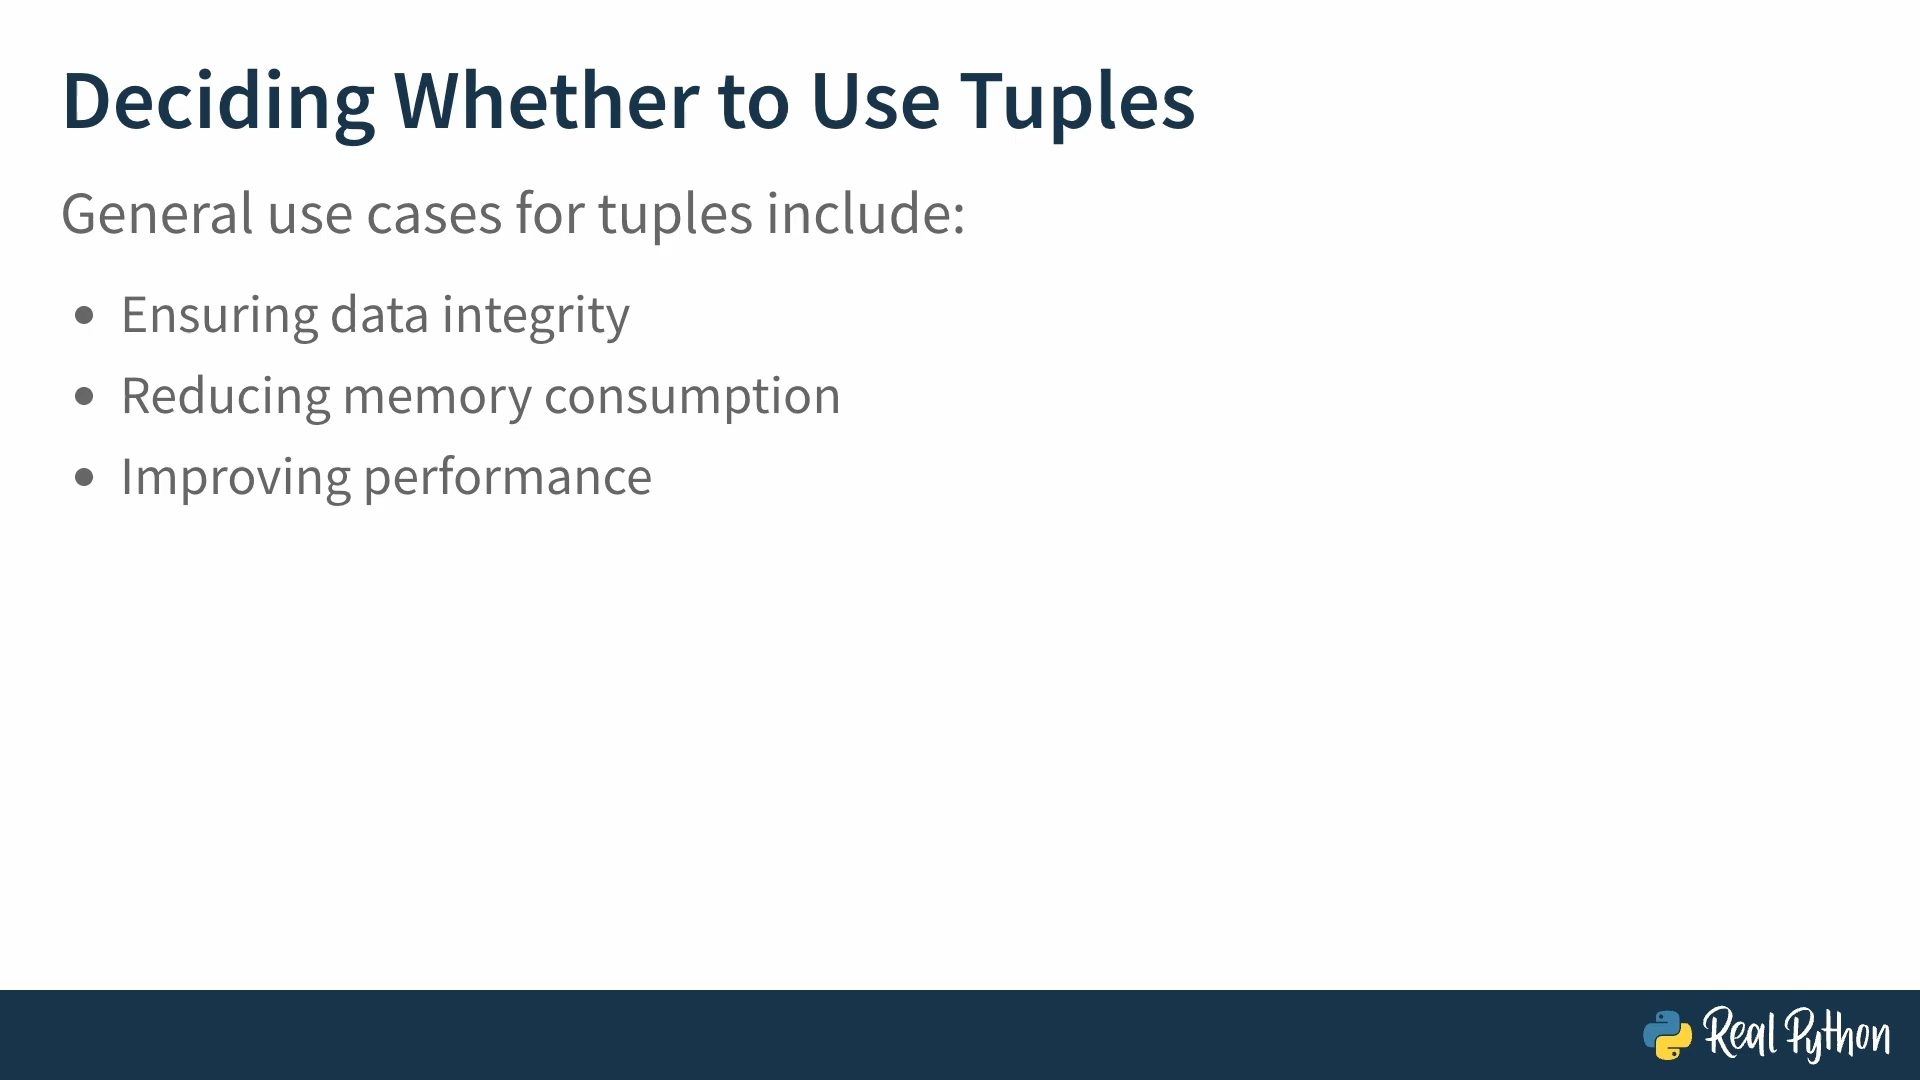 Deciding Whether to Use Tuples
General use cases for tuples include:
• Ensuring data integrity
• Reducing memory consumption
• Improving performance
Real Python